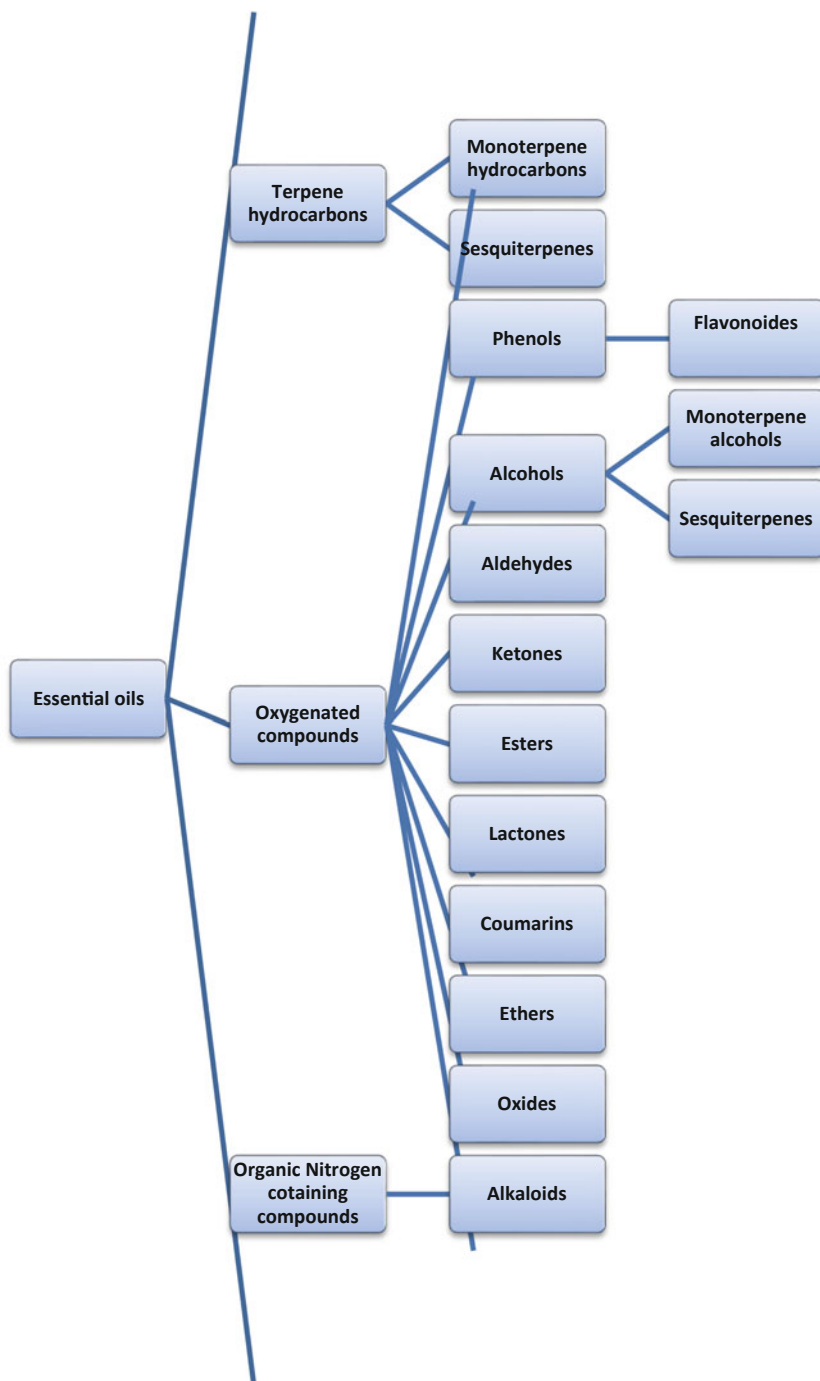 Monoterpene
hydrocarbons
Terpene
hydrocarbons
Sesquiterpenes
Phenols
Flavonoides
Monoterpene
alcohols
Alcohols
Sesquiterpenes
Aldehydes
Ketones
Essential oils
Oxygenated
compounds
Esters
Lactones
Coumarins
Ethers
Oxides
Organic Nitrogen
cotaining
compounds
Alkaloids